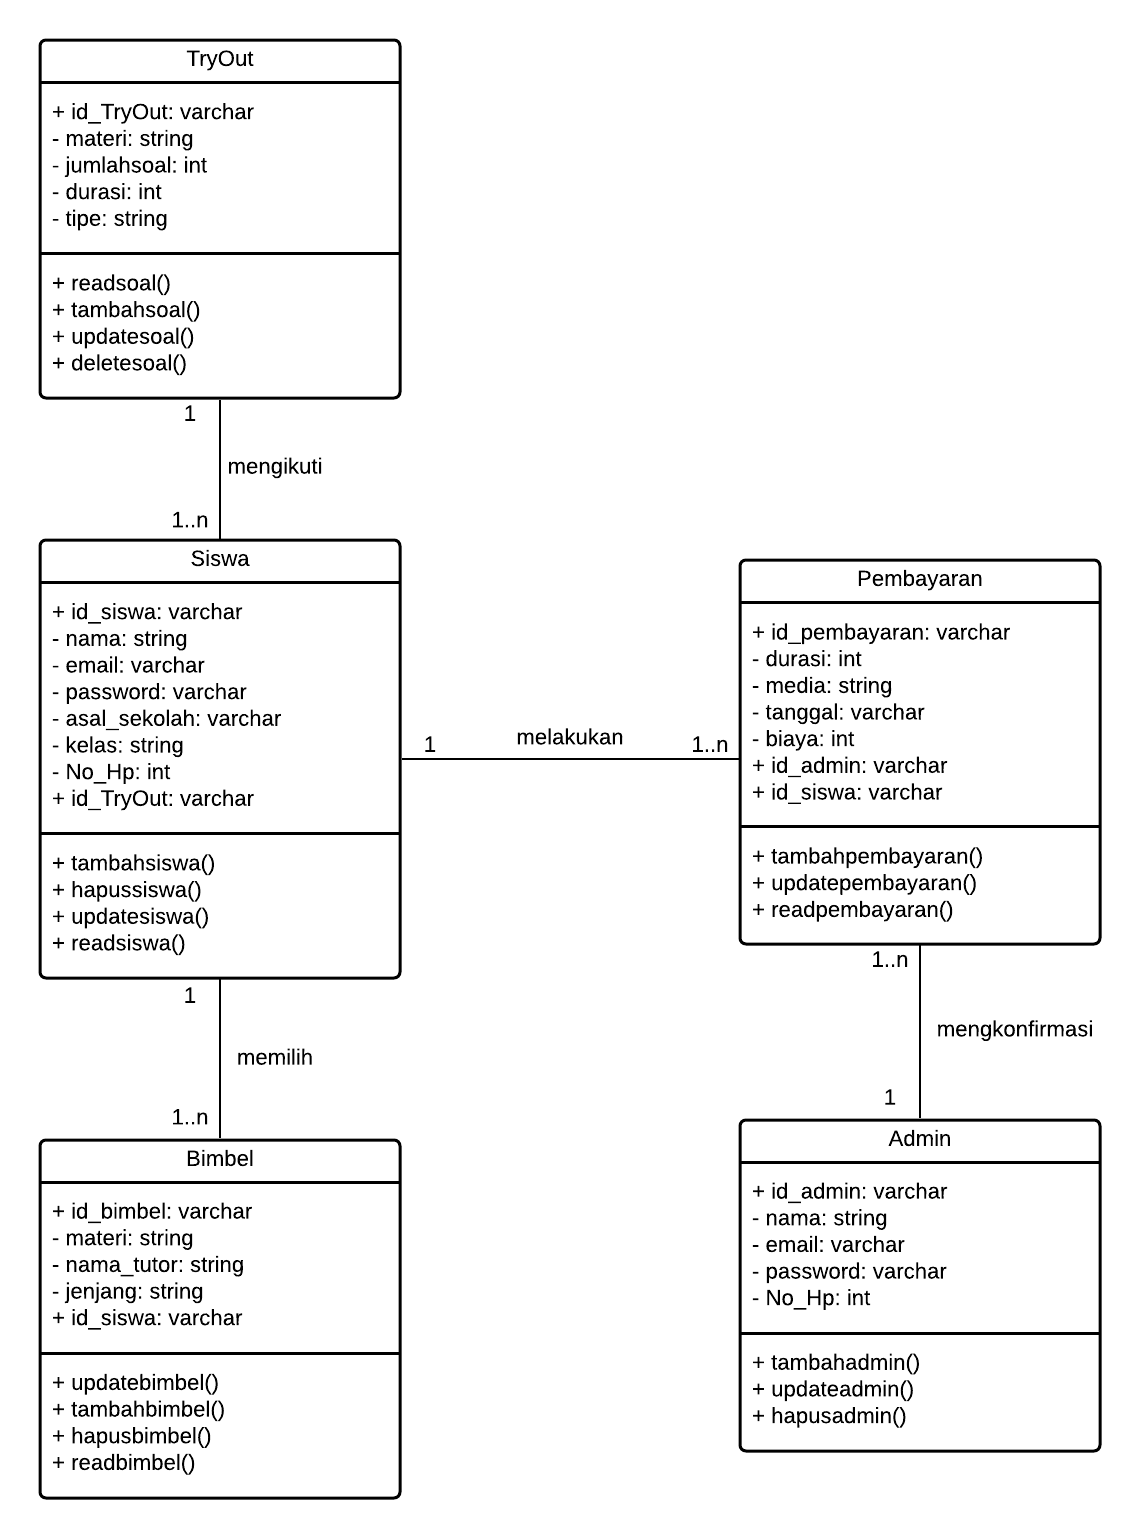 TryOut
+ id_TryOut: varchar
- materi: string
- jumlahsoal: int
- durasi: int
- tipe: string
+ readsoal()
+ tambahsoal()
+ updatesoal()
+ deletesoal()
1
mengikuti
1..n
Siswa
+ id_siswa: varchar
- nama: string
- email: varchar
- password: varchar
- asal_sekolah: varchar
- kelas: string
- No_Hp: int
+ id_TryOut: varchar
+ tambahsiswa()
+ hapussiswa()
+ updatesiswa()
+ readsiswa()
1
melakukan
1..n
Pembayaran
+ id_pembayaran: varchar
- durasi: int
- media: string
- tanggal: varchar
- biaya: int
+ id_admin: varchar
+ id_siswa: varchar
+ tambahpembayaran()
+ updatepembayaran()
+ readpembayaran()
1
memilih
1..n
Bimbel
+ id_bimbel: varchar
- materi: string
- nama_tutor: string
- jenjang: string
+ id_siswa: varchar
+ updatebimbel()
+ tambahbimbel()
+ hapusbimbel()
+ readbimbel()
1..n
mengkonfirmasi
1
Admin
+ id_admin: varchar
- nama: string
- email: varchar
- password: varchar
- No_Hp: int
+ tambahadmin()
+ updateadmin()
+ hapusadmin()